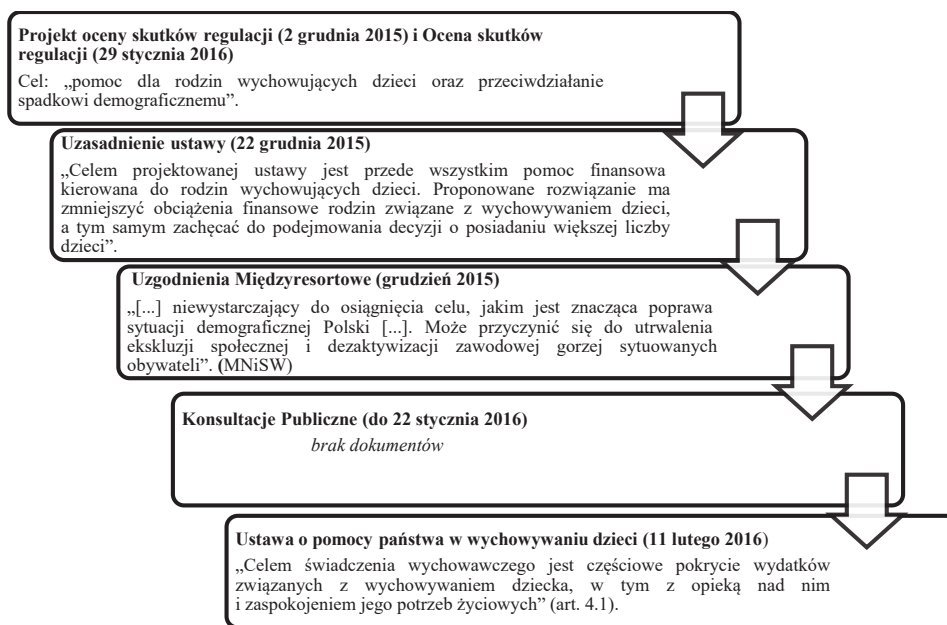 Projekt oceny skutków regulacji (2 grudnia 2015) i Ocena skutków
regulacji (29 stycznia 2016)
Cel: „pomoc dla rodzin wychowujących dzieci oraz przeciwdziałanie
spadkowi demograficznemu”.
Uzasadnienie ustawy (22 grudnia 2015)
„Celem projektowanej ustawy jest przede wszystkim pomoc finansowa
kierowana do rodzin wychowujących dzieci. Proponowane rozwiązanie ma
zmniejszyć obciążenia finansowe rodzin związane z wychowywaniem dzieci,
a tym samym zachęcać do podejmowania decyzji o posiadaniu większej liczby
dzieci”.
Uzgodnienia Międzyresortowe (grudzień 2015)
„[...] niewystarczający do osiągnięcia celu, jakim jest znacząca poprawa
sytuacji demograficznej Polski [...]. Może przyczynić się do utrwalenia
ekskluzji społecznej i dezaktywizacji zawodowej gorzej sytuowanych
obywateli”. (MNiSW)
Konsultacje Publiczne (do 22 stycznia 2016)
brak dokumentów
Ustawa o pomocy państwa w wychowywaniu dzieci (11 lutego 2016)
„Celem świadczenia wychowawczego jest częściowe pokrycie wydatków
związanych z wychowywaniem dziecka, w tym z opieką nad nim
i zaspokojeniem jego potrzeb życiowych” (art. 4.1).